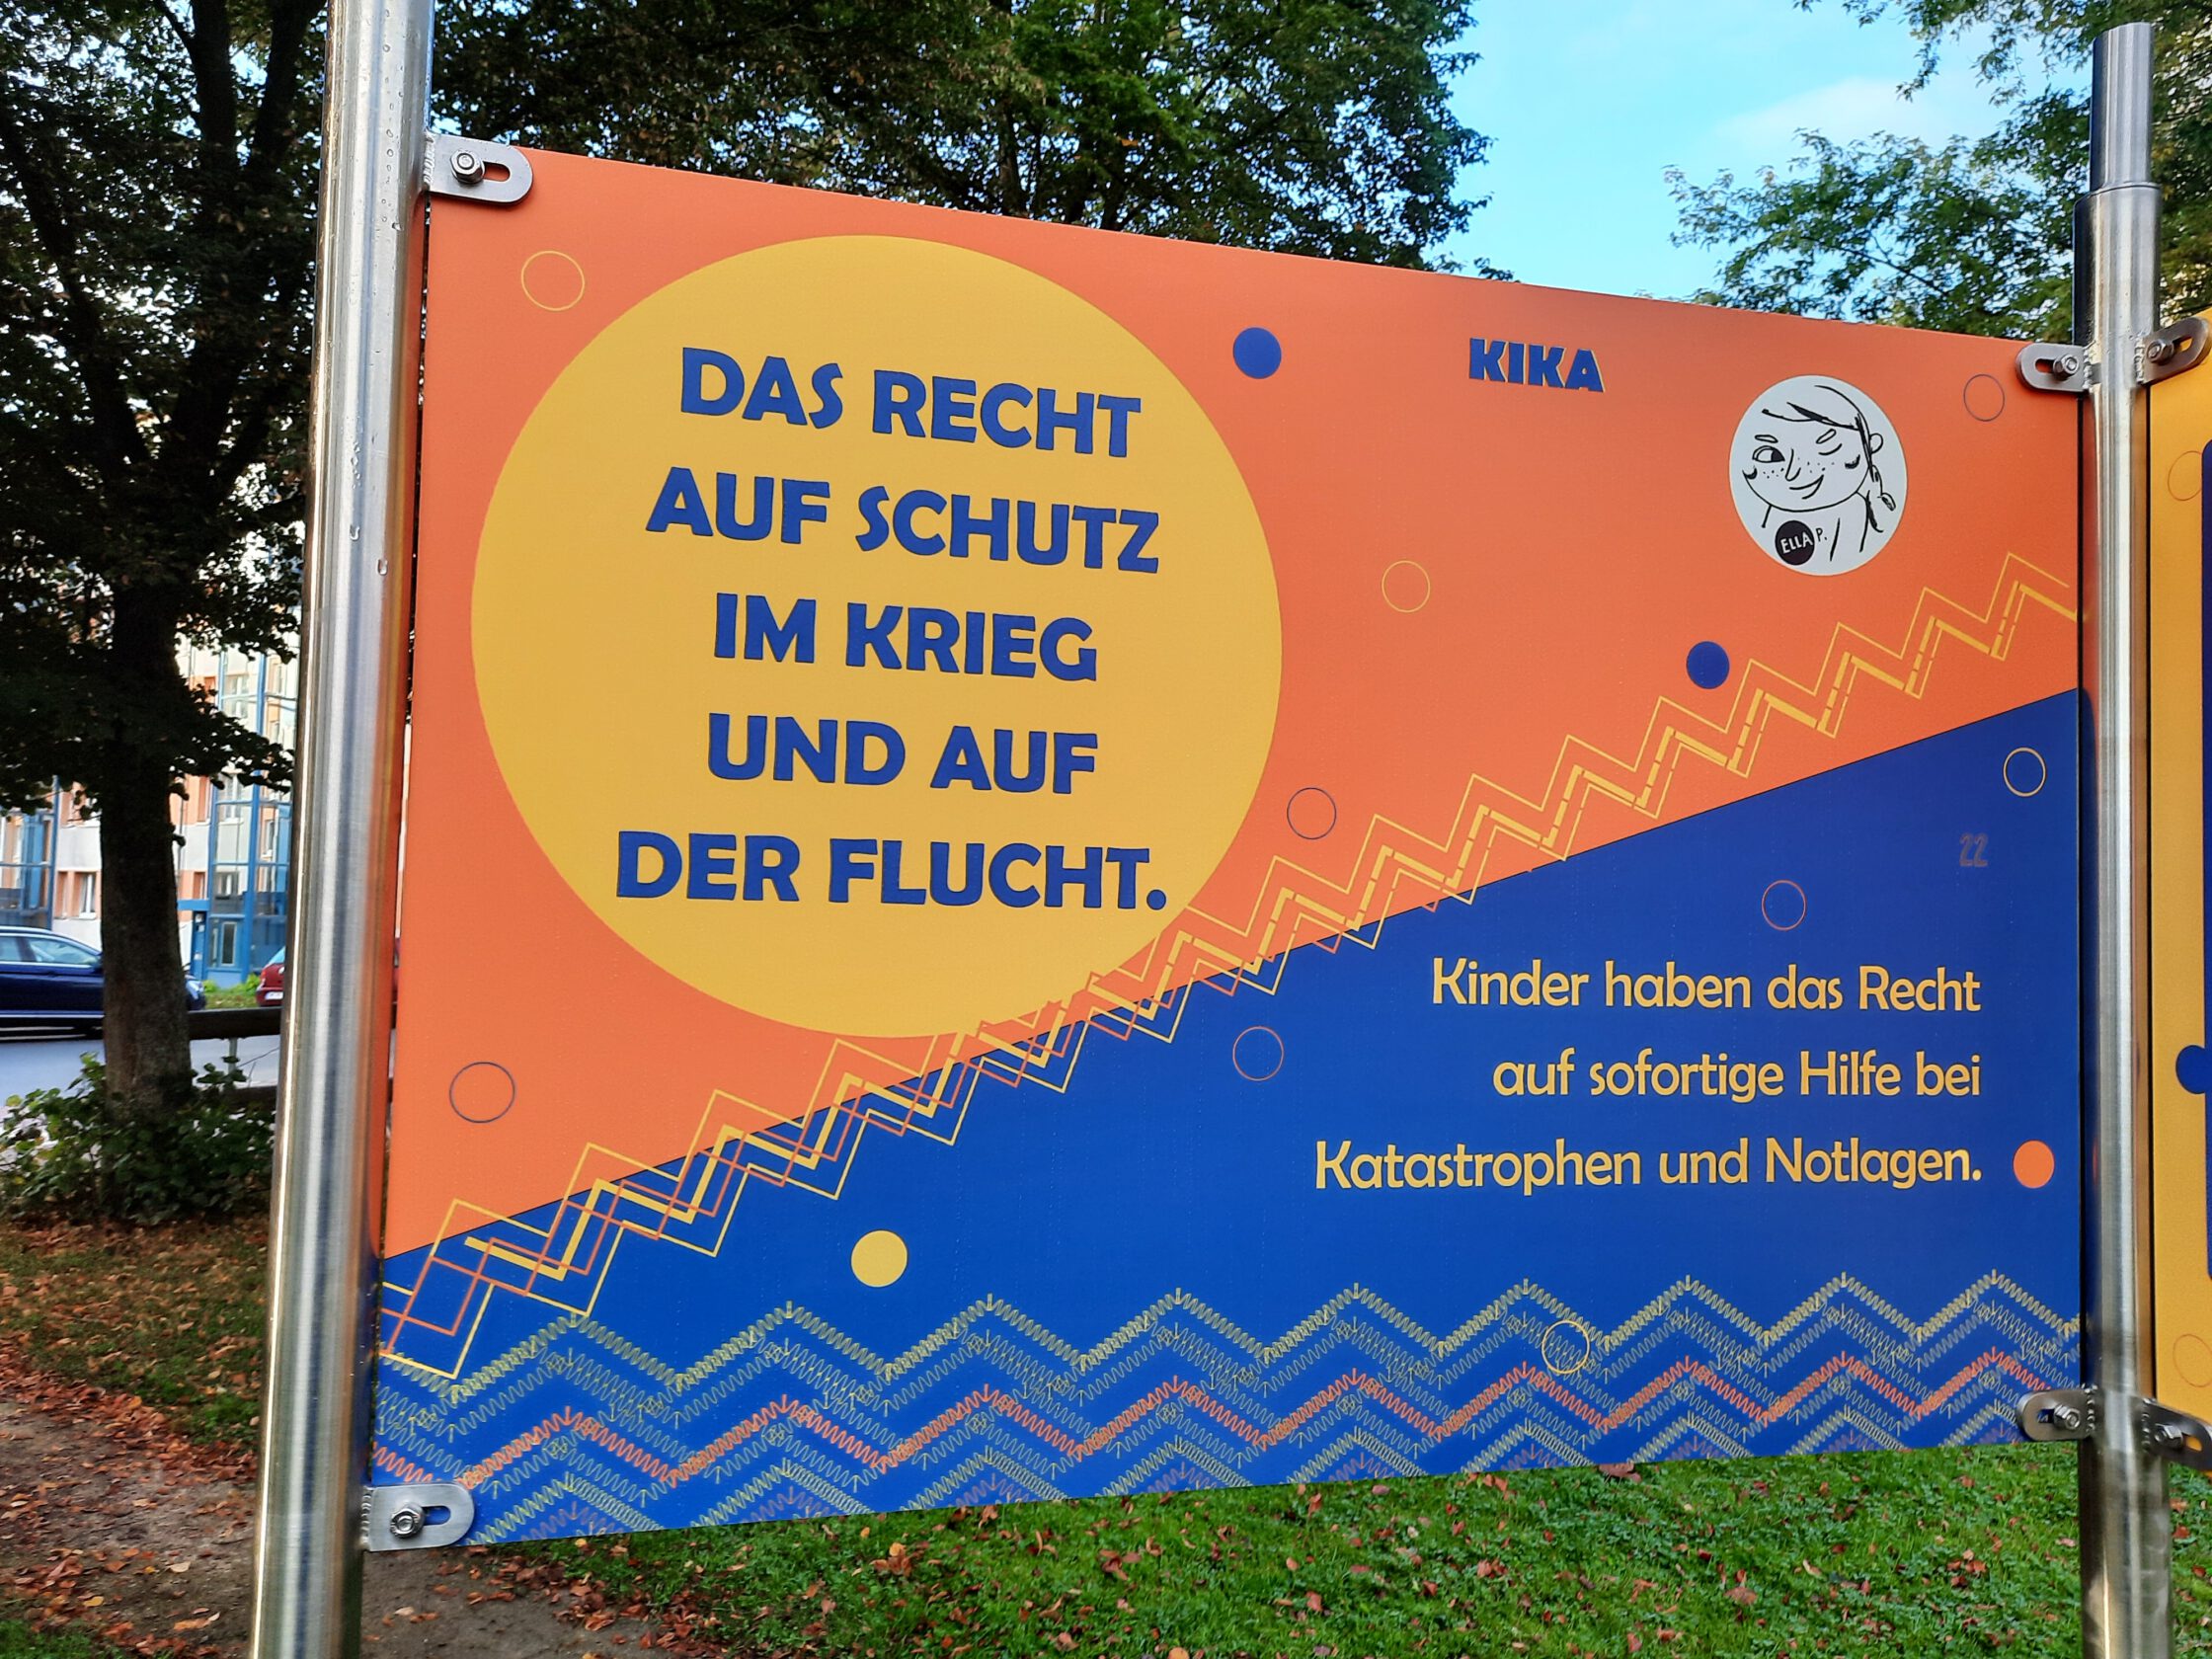 DAS RECHT
AUF SCHUTZ
IM KRIEG
UND AUF
DER FLUCHT.
KIKA
ELLA P.
22
Kinder haben das Recht
auf sofortige Hilfe bei
Katastrophen und Notlagen.